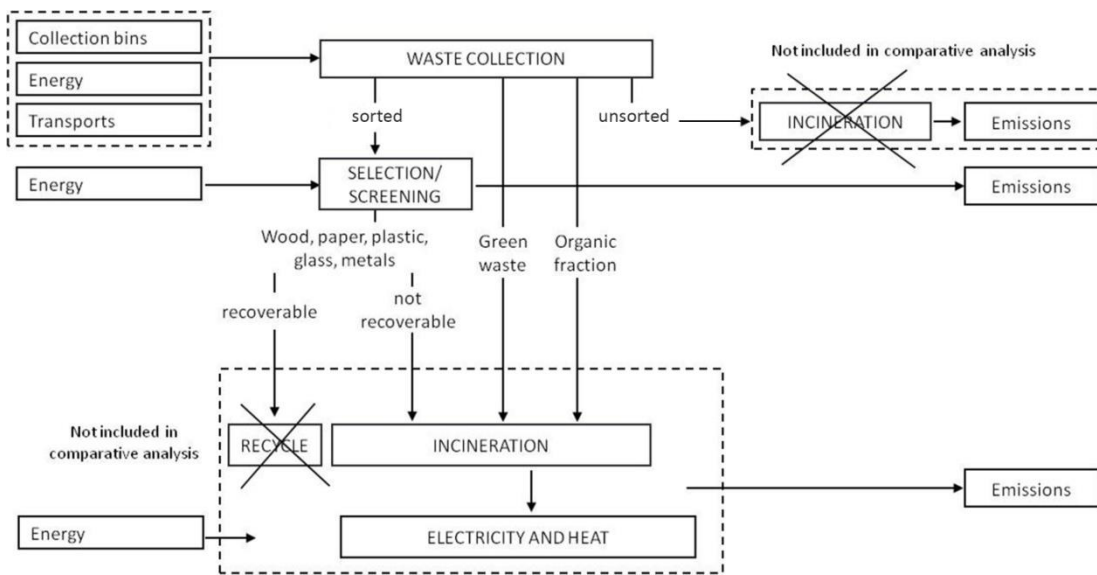 Collection bins
Energy
Transports
WASTE COLLECTION
Not included in comparative analysis
sorted
unsorted
INCINERATION
Emissions
Energy
SELECTION/
SCREENING
Emissions
Wood, paper, plastic,
glass, metals
Green
waste
Organic
fraction
recoverable
not
recoverable
Not included in
comparative analysis
RECYCLE
INCINERATION
Emissions
Energy
ELECTRICITY AND HEAT